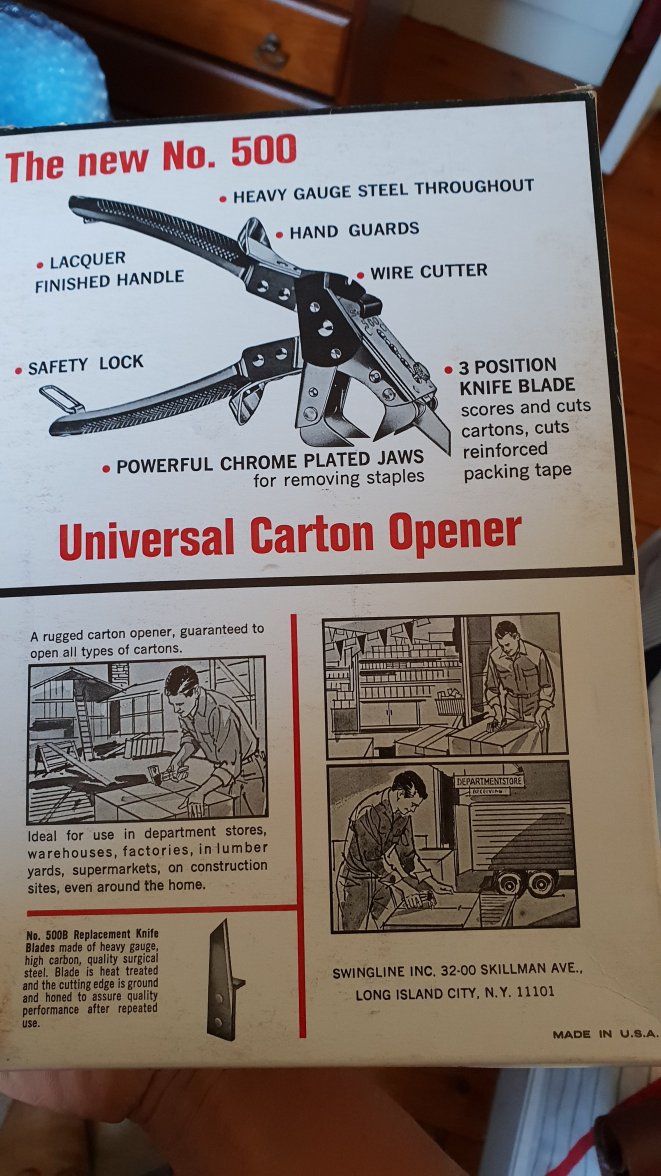 The new No. 500
• HEAVY GAUGE STEEL THROUGHOUT
• HAND GUARDS
• LACQUER
FINISHED HANDLE
• WIRE CUTTER
• SAFETY LOCK
• 3 POSITION
KNIFE BLADE
scores and cuts
cartons, cuts
reinforced
packing tape
• POWERFUL CHROME PLATED JAWS
for removing staples
Universal Carton Opener
A rugged carton opener, guaranteed to
open all types of cartons.
Ideal for use in department stores,
warehouses, factories, in lumber
yards, supermarkets, on construction
sites, even around the home.
No. 500B Replacement Knife
Blades made of heavy gauge,
high carbon, quality surgical
steel. Blade is heat treated
and the cutting edge is ground
and honed to assure quality
performance after repeated
use.
DEPARTMENT STORE
RECEIVING
SWINGLINE INC. 32-00 SKILLMAN AVE.,
LONG ISLAND CITY, N.Y. 11101
MADE IN U.S.A.